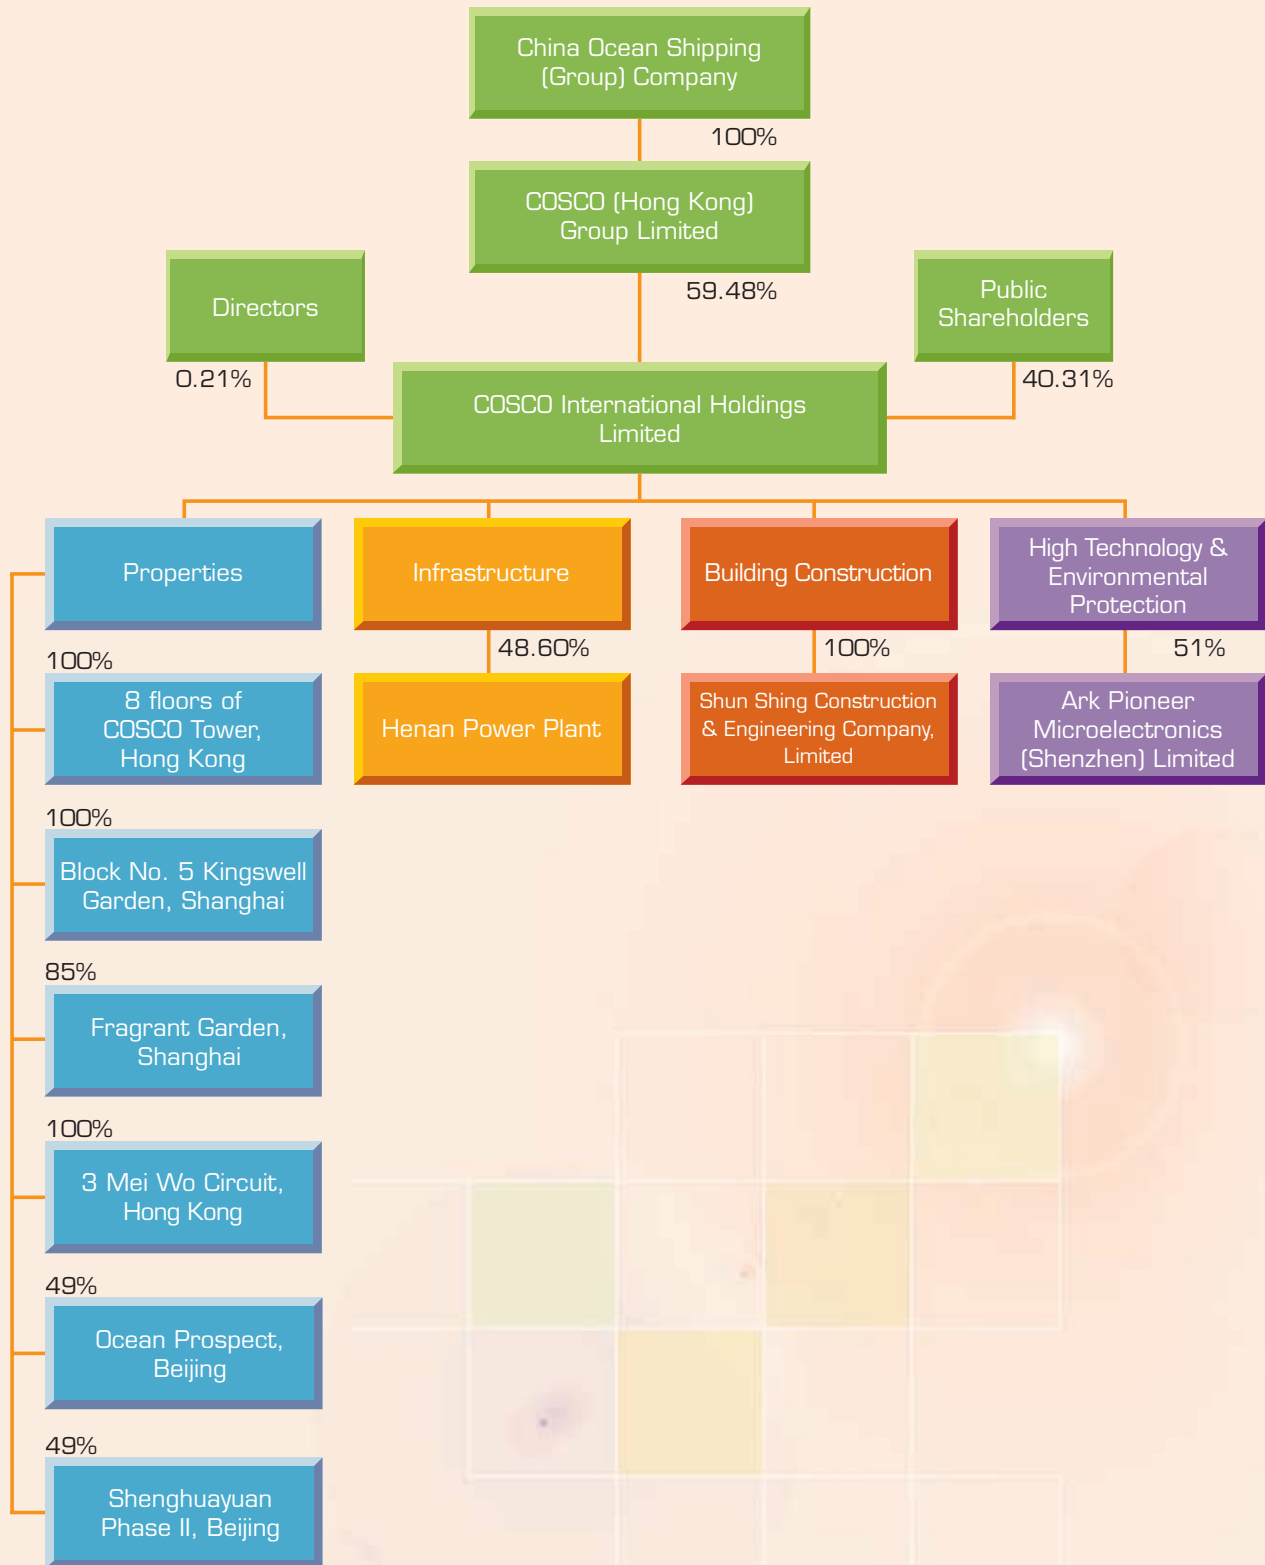 China Ocean Shipping
(Group) Company
100%
COSCO (Hong Kong)
Group Limited
59.48%
Directors
0.21%
Public
Shareholders
40.31%
COSCO International Holdings
Limited
Properties
Infrastructure
Building Construction
High Technology &
Environmental
Protection
48.60%
100%
51%
100%
8 floors of
COSCO Tower,
Hong Kong
Henan Power Plant
Shun Shing Construction
& Engineering Company,
Limited
Ark Pioneer
Microelectronics
(Shenzhen) Limited
100%
Block No. 5 Kingswell
Garden, Shanghai
85%
Fragrant Garden,
Shanghai
100%
3 Mei Wo Circuit,
Hong Kong
49%
Ocean Prospect,
Beijing
49%
Shenghuayuan
Phase II, Beijing